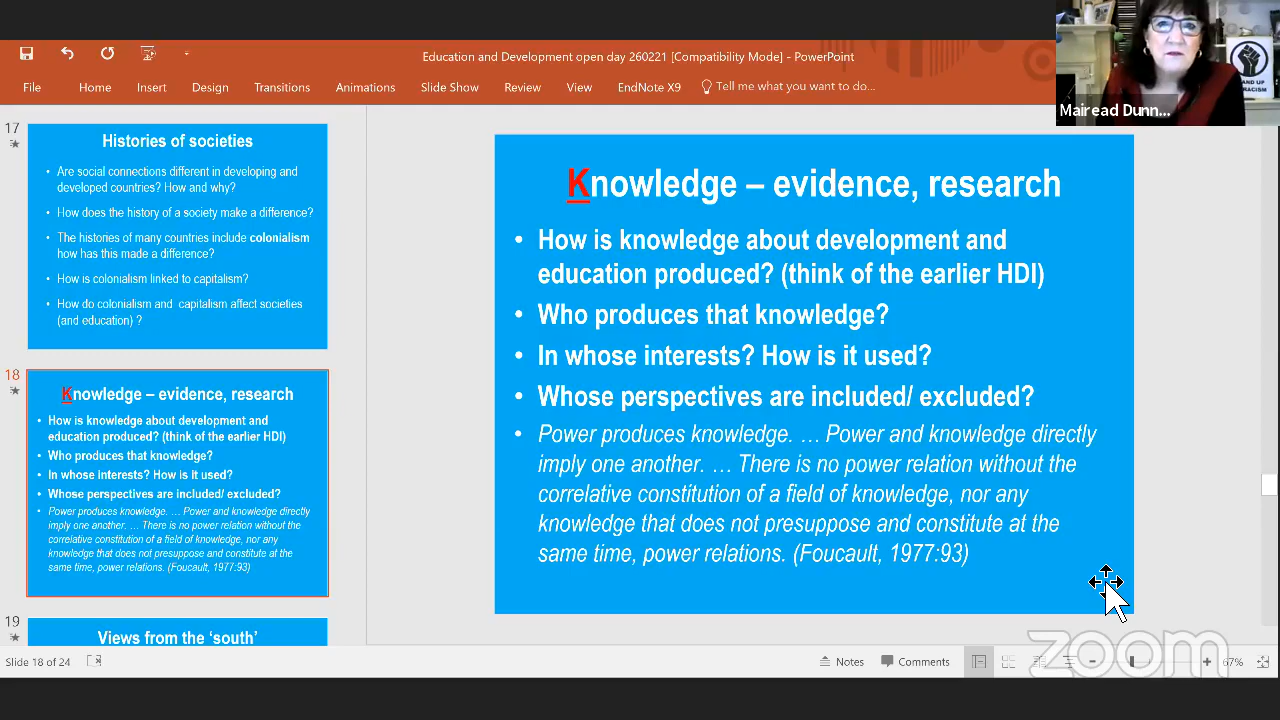 Education and Development open day 260221 [Compatibility Mode] - PowerPoint
File Home Insert Design Transitions Animations Slide Show Review View EndNote X9 Tell me what you want to do...
Mairead Dunn...
AND UP
RACISM
17
Histories of societies
• Are social connections different in developing and
developed countries? How and why?
• How does the history of a society make a difference?
• The histories of many countries include colonialism
how has this made a difference?
• How is colonialism linked to capitalism?
• How do colonialism and capitalism affect societies
(and education) ?
18
Knowledge – evidence, research
• How is knowledge about development and
education produced? (think of the earlier HDI)
• Who produces that knowledge?
• In whose interests? How is it used?
• Whose perspectives are included/ excluded?
• Power produces knowledge. … Power and knowledge directly
imply one another. … There is no power relation without the
correlative constitution of a field of knowledge, nor any
knowledge that does not presuppose and constitute at the
same time, power relations. (Foucault, 1977:93)
19
Views from the ‘south’
Knowledge – evidence, research
• How is knowledge about development and
education produced? (think of the earlier HDI)
• Who produces that knowledge?
• In whose interests? How is it used?
• Whose perspectives are included/ excluded?
• Power produces knowledge. … Power and knowledge directly
imply one another. … There is no power relation without the
correlative constitution of a field of knowledge, nor any
knowledge that does not presuppose and constitute at the
same time, power relations. (Foucault, 1977:93)
zoom
Slide 18 of 24 Notes Comments 67%